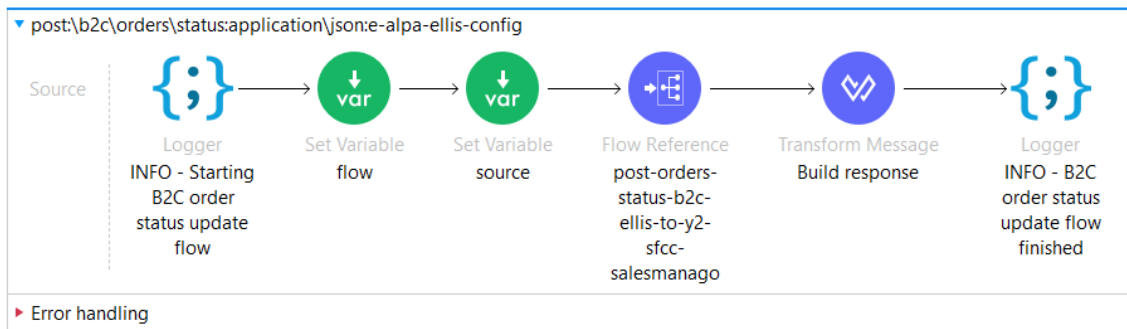 post:\b2c\orders\status:application\json:e-alpa-ellis-config
Source
Logger
INFO - Starting
B2C order
status update
flow
var
Set Variable
flow
var
Set Variable
source
Flow Reference
post-orders-
status-b2c-
ellis-to-y2-
sfcc-
salesmanago
Transform Message
Build response
Logger
INFO - B2C
order status
update flow
finished
Error handling